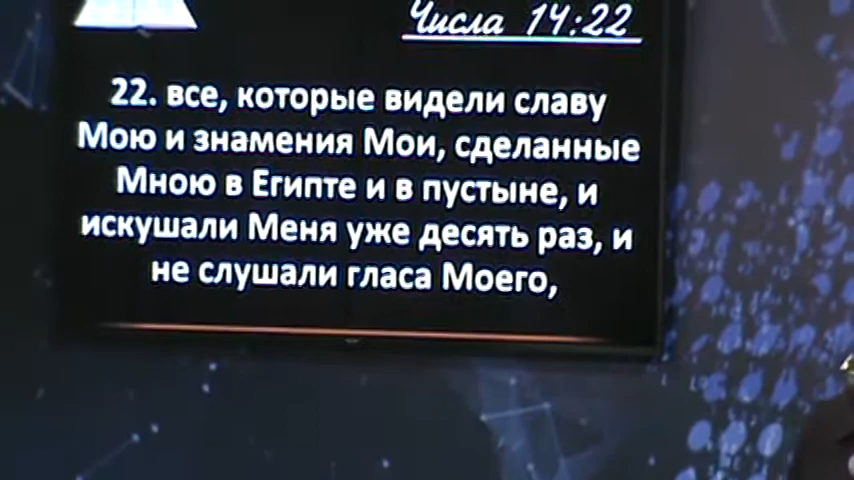 Числа 14:22
22. все, которые видели славу
Мою и знамения Мои, сделанные
Мною в Египте и в пустыне, и
искушали Меня уже десять раз, и
не слушали гласа Моего,